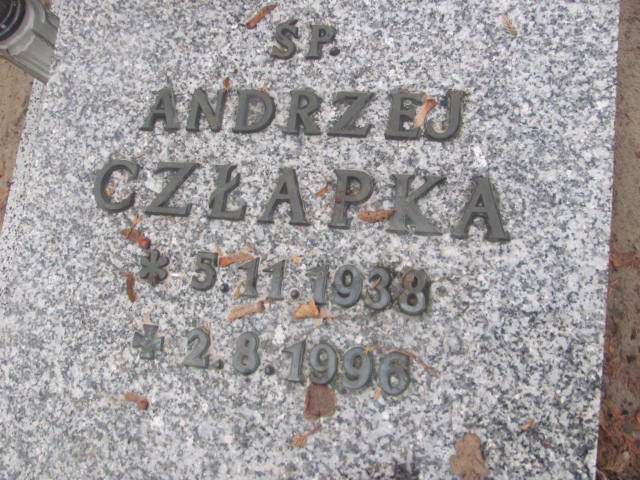 ŚP.
ANDRZEJ
CZŁAPKA
* 5.11.1938
✠ 2.8.1996